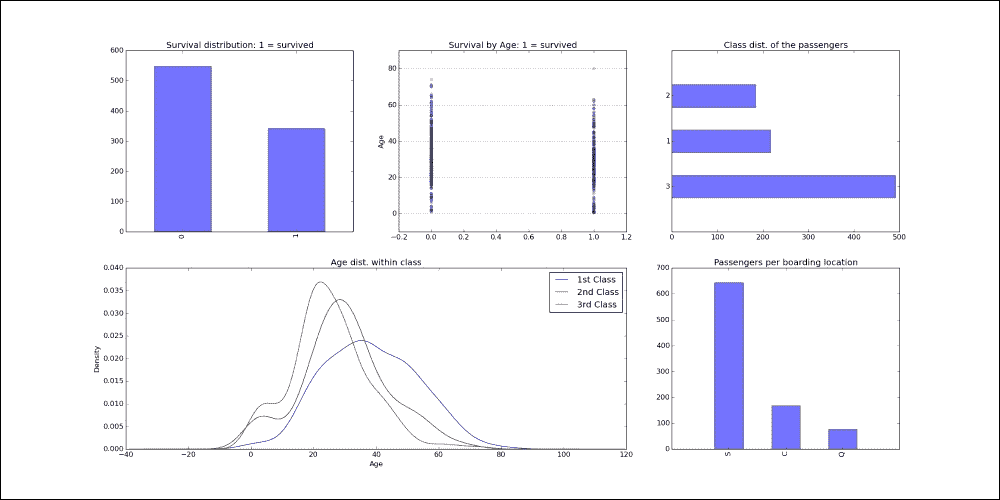 Survival distribution: 1 = survived
600
500
400
300
200
100
0
0
1
Survival by Age: 1 = survived
Age
80
60
40
20
0
−0.2 0.0 0.2 0.4 0.6 0.8 1.0 1.2
Class dist. of the passengers
2
1
3
0 100 200 300 400 500
Age dist. within class
Density
0.040
0.035
0.030
0.025
0.020
0.015
0.010
0.005
0.000
−40 −20 0 20 40 60 80 100 120
Age
1st Class
2nd Class
3rd Class
Passengers per boarding location
700
600
500
400
300
200
100
0
S
C
Q